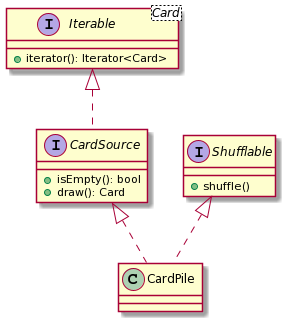 I Iterable Card
iterator(): Iterator<Card>
I CardSource
isEmpty(): bool
draw(): Card
I Shufflable
shuffle()
C CardPile